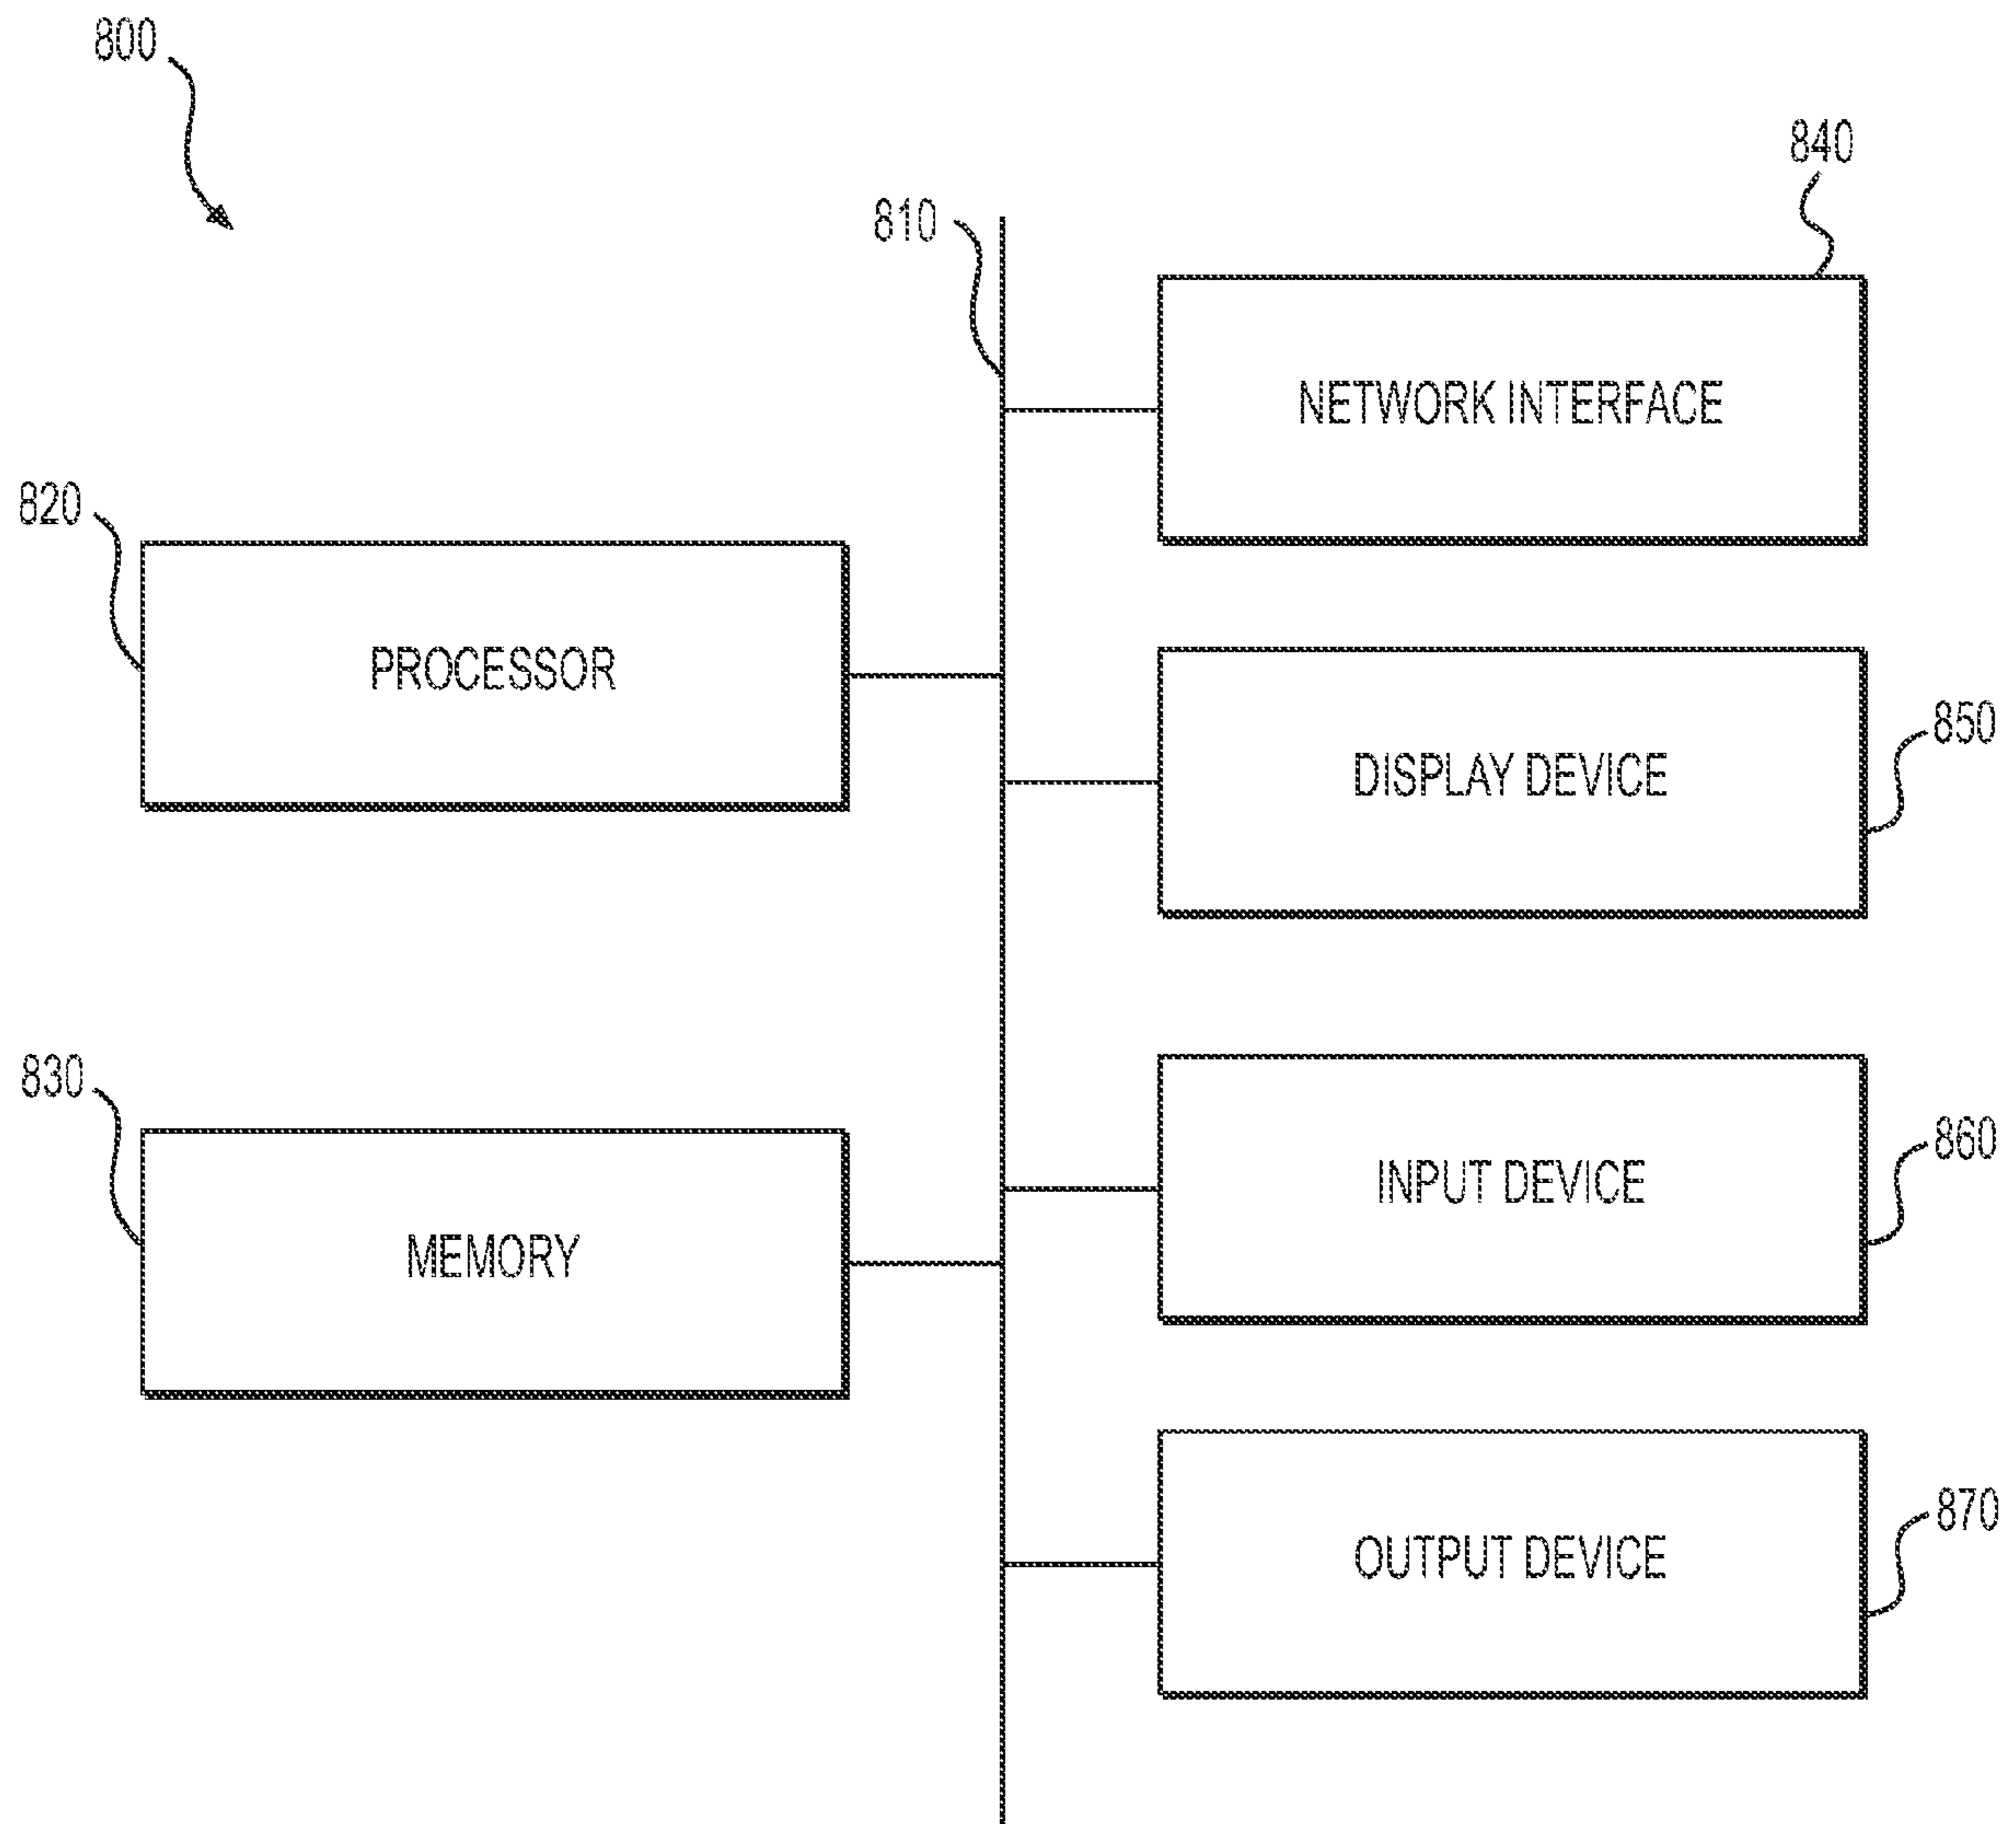 800
840
810
NETWORK INTERFACE
820
PROCESSOR
850
DISPLAY DEVICE
830
860
INPUT DEVICE
MEMORY
870
OUTPUT DEVICE